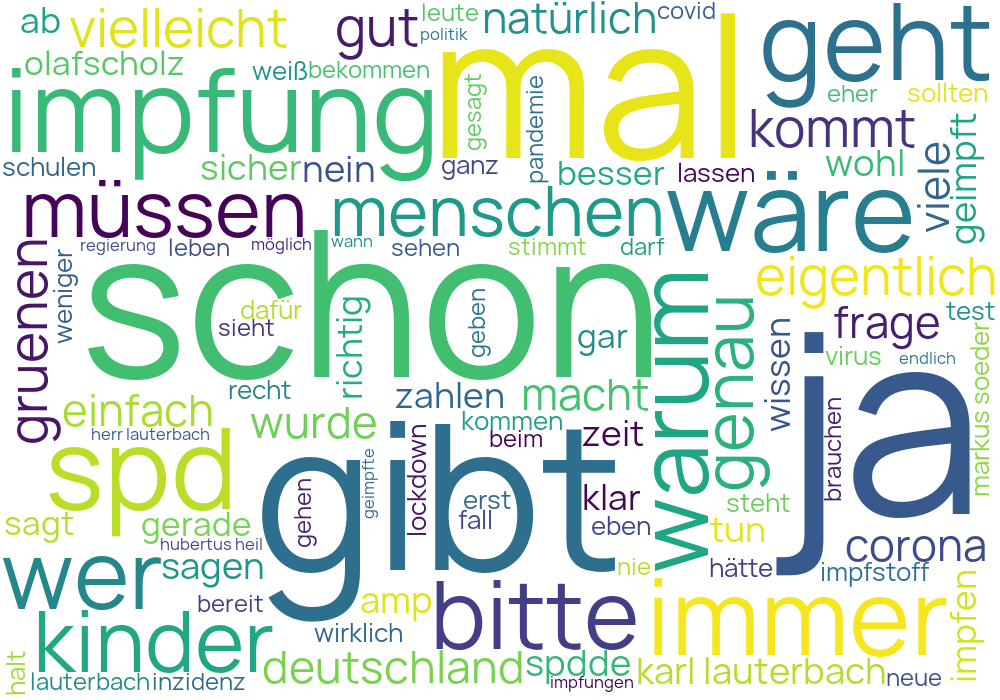 ab
vielleicht
gut
leute
politik
natürlich
covid
mal
geht
olafscholz
weiß
bekommen
gesagt
pandemie
eher
sollten
impfung
kommt
geimpft
schulen
sicher
nein
ganz
besser
lassen
wohl
viele
müssen
menschen
wäre
gruenen
weniger
regierung
leben
möglich
wann
sehen
stimmt
darf
schon
eigentlich
dafür
sieht
richtig
geben
gar
warum
genau
wissen
frage
test
virus
endlich
markus soeder
ja
recht
zahlen
macht
einfach
herr lauterbach
wurde
kommen
beim
zeit
brauchen
spd
gibt
lockdown
geimpfte
gehen
erst
fall
klar
eben
steht
tun
sagt
gerade
hubertus heil
corona
wer
sagen
nie
hätte
impfstoff
bereit
amp
bitte
immer
impfen
kinder
wirklich
deutschland
spdde
karl lauterbach
neue
halt
lauterbach
inzidenz
impfungen